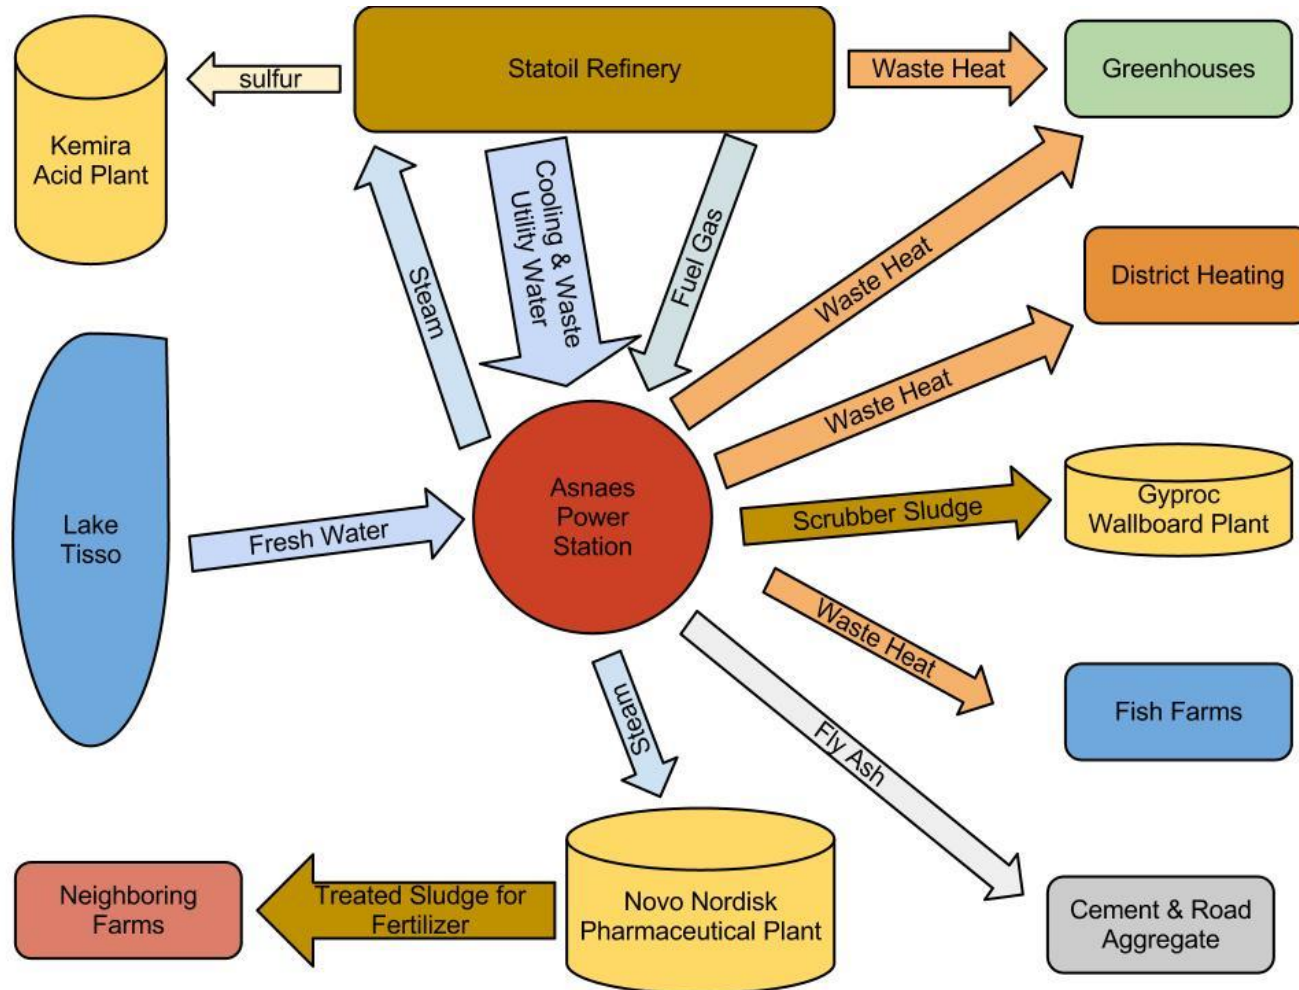 sulfur
Statoil Refinery
Waste Heat
Greenhouses
Kemira
Acid Plant
Steam
Cooling & Waste
Utility Water
Fuel Gas
Waste Heat
District Heating
Waste Heat
Lake
Tisso
Fresh Water
Asnaes
Power
Station
Scrubber Sludge
Gyproc
Wallboard Plant
Waste Heat
Fish Farms
Steam
Fly Ash
Neighboring
Farms
Treated Sludge for
Fertilizer
Novo Nordisk
Pharmaceutical Plant
Cement & Road
Aggregate